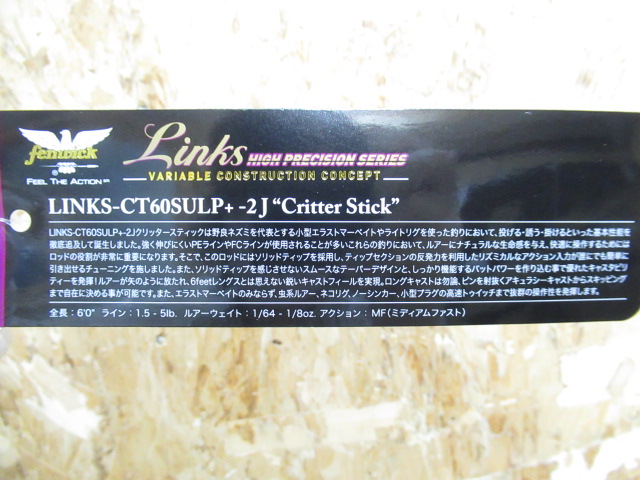 fenwick
®
FEEL THE ACTION SM
Links HIGH PRECISION SERIES
VARIABLE CONSTRUCTION CONCEPT
LINKS-CT60SULP+ -2 J “Critter Stick”
LINKS-CT60SULP+-2Jクリッタースティックは野良ネズミを代表とする小型エラストマーベイトやライトリグを使った釣りにおいて、投げる・誘う・掛けるといった基本性能を
徹底追及して誕生しました。強く伸びにくいPEラインやFCラインが使用されることが多いこれらの釣りにおいて、ルアーにナチュラルな生命感を与え、快適に操作するためには
ロッドの役割が非常に重要になります。そこで、このロッドにはソリッドティップを採用し、ティップセクションの反発力を利用したリズミカルなアクション入力が誰にでも簡単に
引き出せるチューニングを施しました。また、ソリッドティップを感じさせないスムースなテーパーデザインと、しっかり機能するバットパワーを作り込む事で優れたキャスタビリ
ティーを発揮!ルアーが矢のように放たれ、6feetレングスとは思えない鋭いキャストフィールを実現。ロングキャストは勿論、ピンを射抜くアキュラシーキャストからスキッピング
まで自在に決める事が可能です。また、エラストマーベイトのみならず、虫系ルアー、ネコリグ、ノーシンカー、小型プラグの高速トゥイッチまで抜群の操作性を発揮します。
全長:6'0" ライン:1.5 - 5lb. ルアーウェイト:1/64 - 1/8oz. アクション:MF(ミディアムファスト)